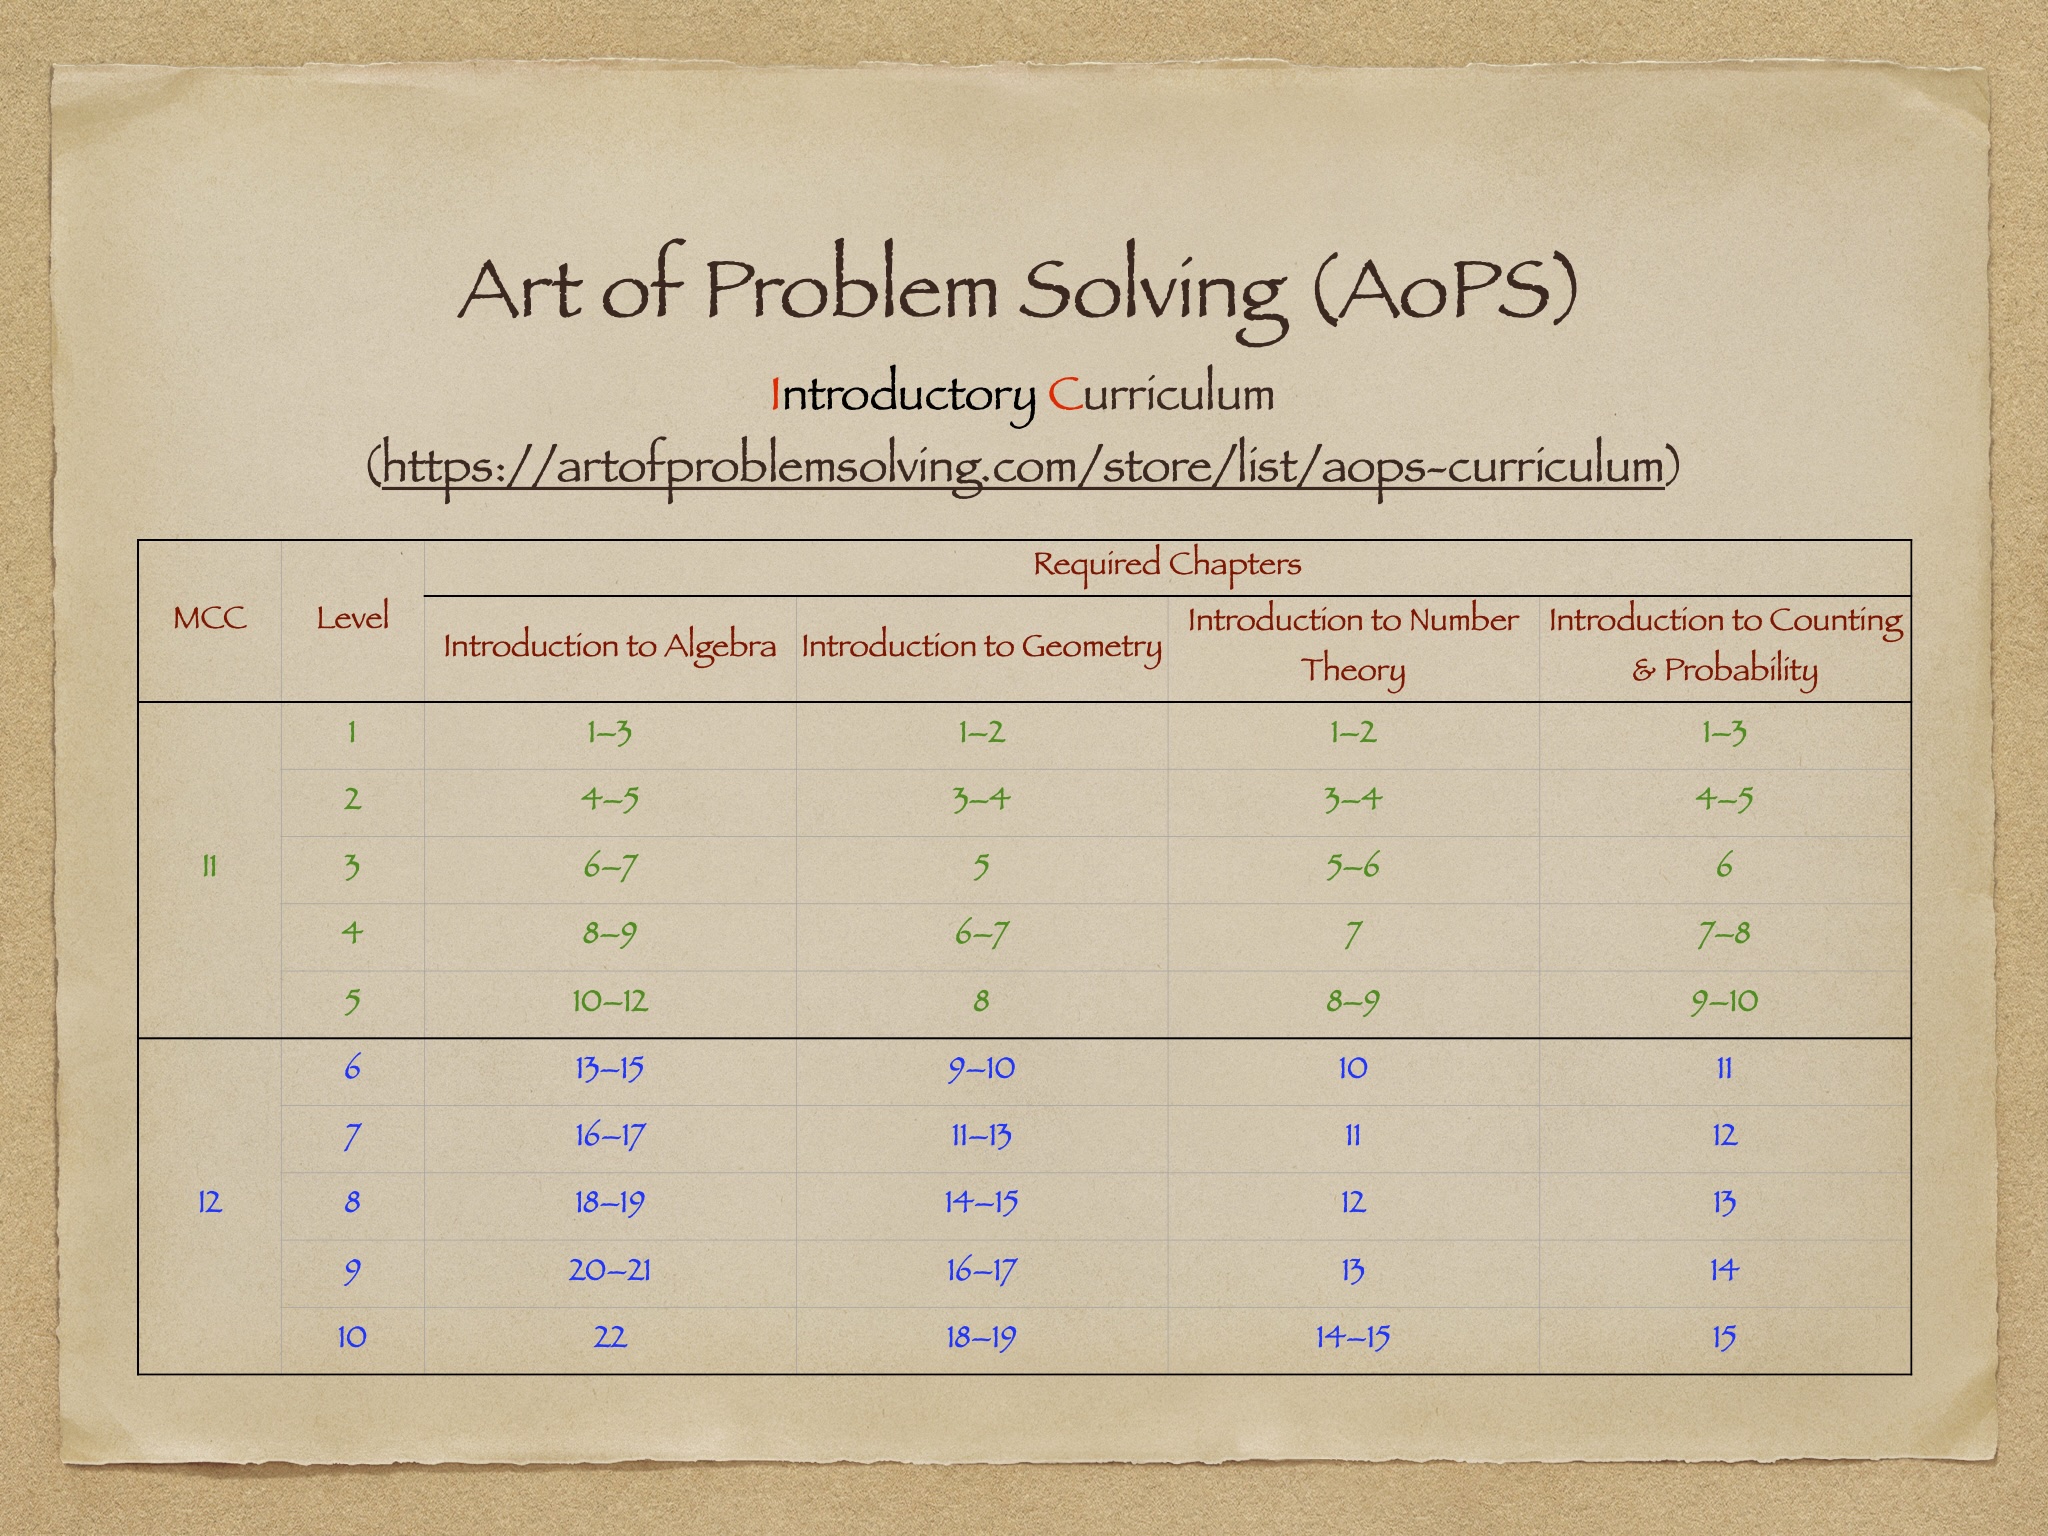 Art of Problem Solving (AoPS)
Introductory Curriculum
(https://artofproblemsolving.com/store/list/aops-curriculum)
MCC Level Required Chapters
Introduction to Algebra Introduction to Geometry Introduction to Number Theory Introduction to Counting & Probability
11
1 1–3 1–2 1–2 1–3
2 4–5 3–4 3–4 4–5
3 6–7 5 5–6 6
4 8–9 6–7 7 7–8
5 10–12 8 8–9 9–10
12
6 13–15 9–10 10 11
7 16–17 11–13 11 12
8 18–19 14–15 12 13
9 20–21 16–17 13 14
10 22 18–19 14–15 15